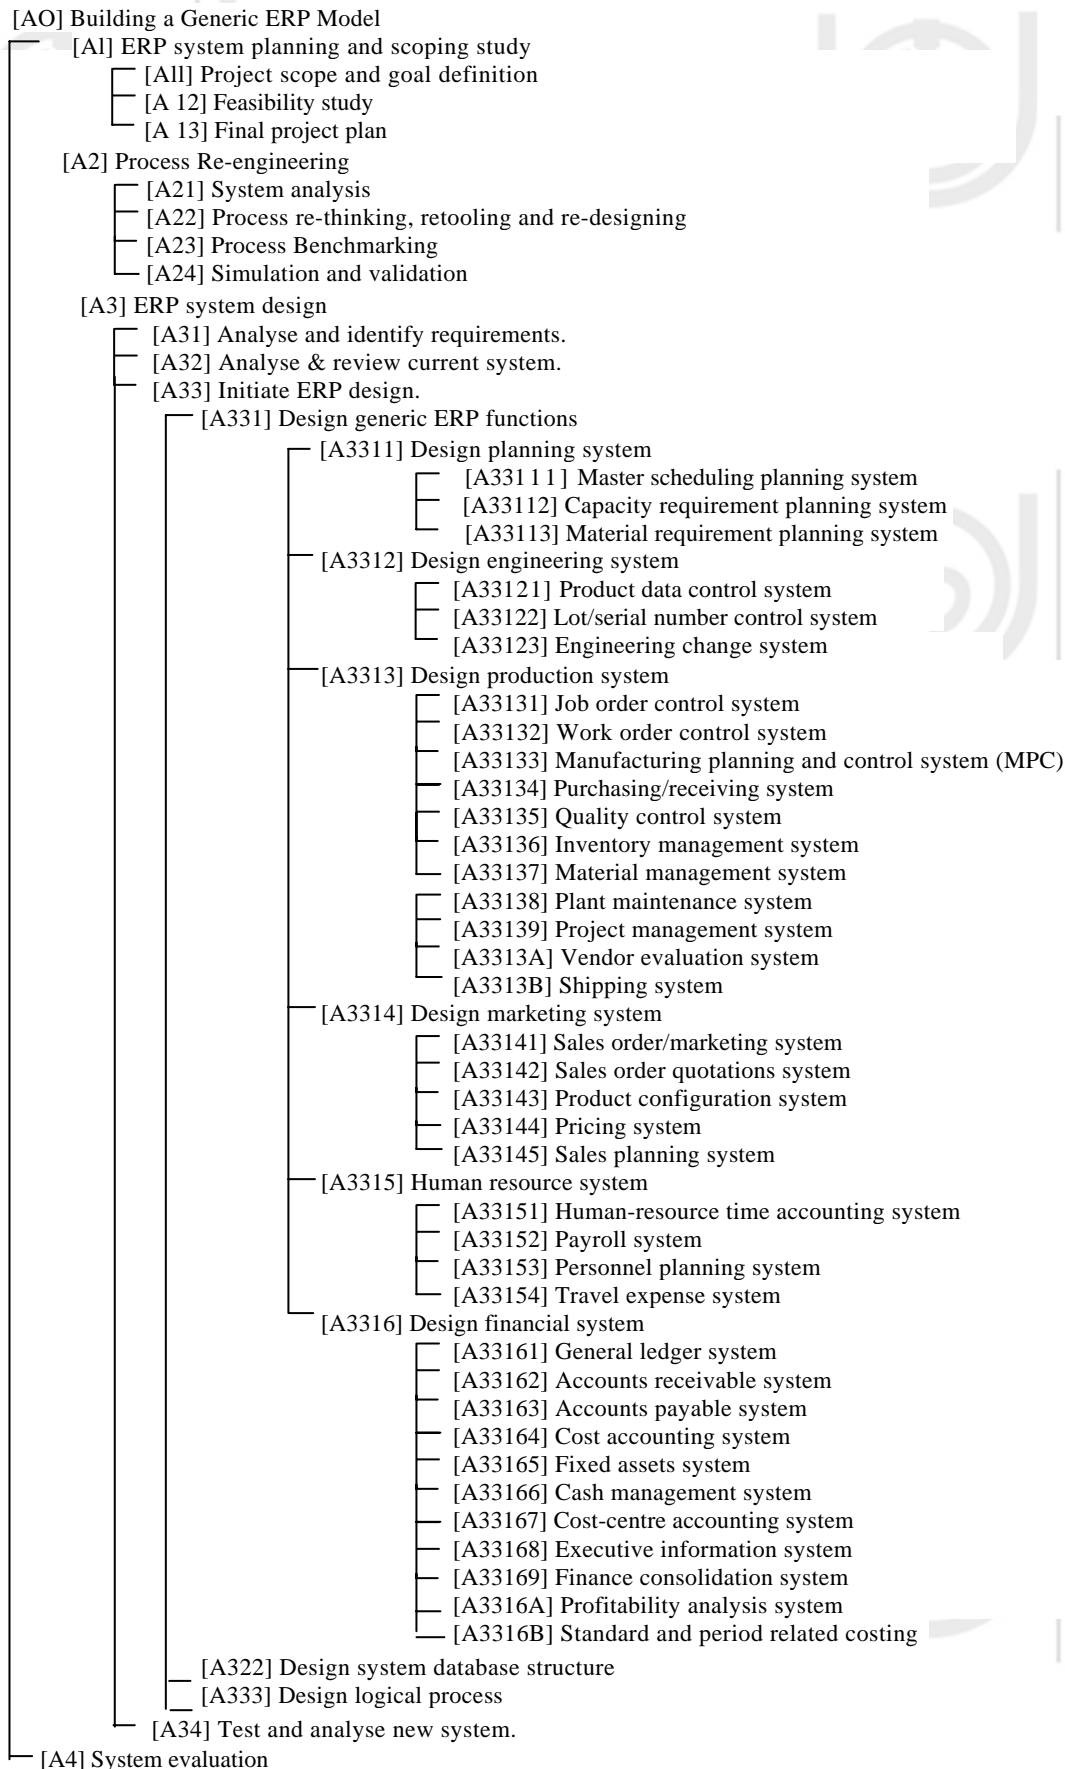 [AO] Building a Generic ERP Model
[Al] ERP system planning and scoping study
[All] Project scope and goal definition
[A 12] Feasibility study
[A 13] Final project plan
[A2] Process Re-engineering
[A21] System analysis
[A22] Process re-thinking, retooling and re-designing
[A23] Process Benchmarking
[A24] Simulation and validation
[A3] ERP system design
[A31] Analyse and identify requirements.
[A32] Analyse & review current system.
[A33] Initiate ERP design.
[A331] Design generic ERP functions
[A3311] Design planning system
[A33111] Master scheduling planning system
[A33112] Capacity requirement planning system
[A33113] Material requirement planning system
[A3312] Design engineering system
[A33121] Product data control system
[A33122] Lot/serial number control system
[A33123] Engineering change system
[A3313] Design production system
[A33131] Job order control system
[A33132] Work order control system
[A33133] Manufacturing planning and control system (MPC)
[A33134] Purchasing/receiving system
[A33135] Quality control system
[A33136] Inventory management system
[A33137] Material management system
[A33138] Plant maintenance system
[A33139] Project management system
[A3313A] Vendor evaluation system
[A3313B] Shipping system
[A3314] Design marketing system
[A33141] Sales order/marketing system
[A33142] Sales order quotations system
[A33143] Product configuration system
[A33144] Pricing system
[A33145] Sales planning system
[A3315] Human resource system
[A33151] Human-resource time accounting system
[A33152] Payroll system
[A33153] Personnel planning system
[A33154] Travel expense system
[A3316] Design financial system
[A33161] General ledger system
[A33162] Accounts receivable system
[A33163] Accounts payable system
[A33164] Cost accounting system
[A33165] Fixed assets system
[A33166] Cash management system
[A33167] Cost-centre accounting system
[A33168] Executive information system
[A33169] Finance consolidation system
[A3316A] Profitability analysis system
[A3316B] Standard and period related costing
[A322] Design system database structure
[A333] Design logical process
[A34] Test and analyse new system.
[A4] System evaluation